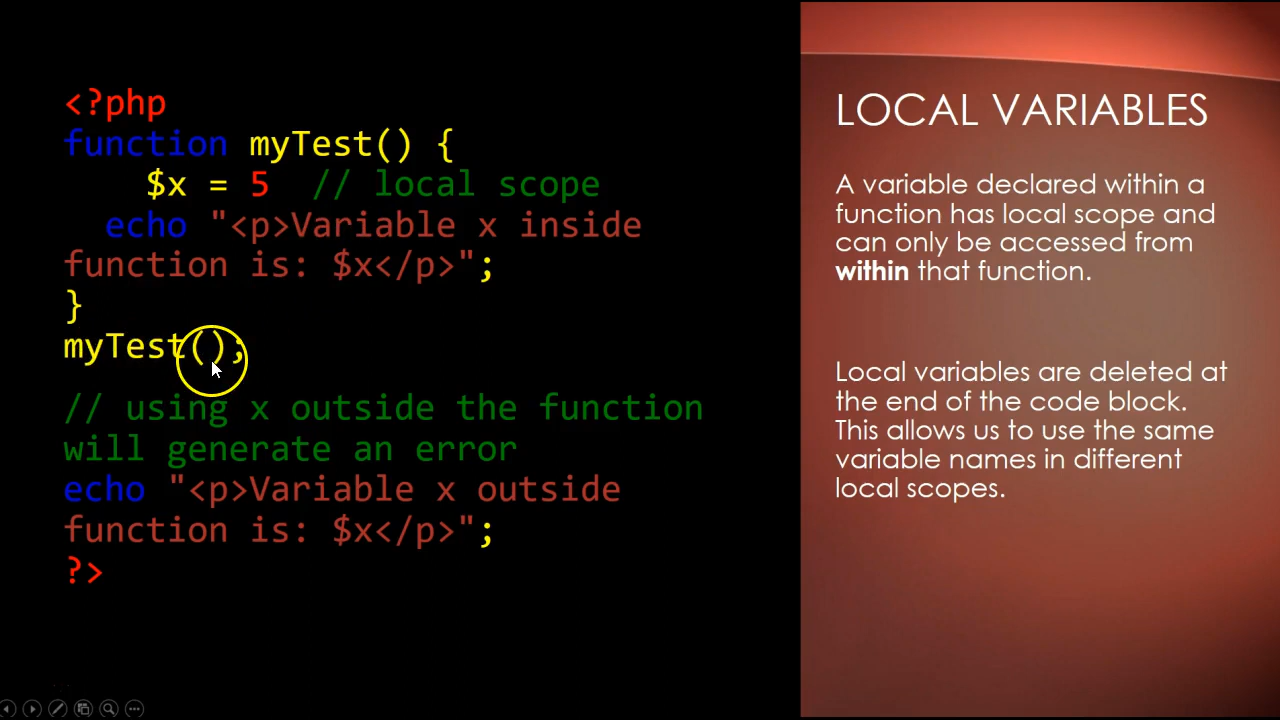 <?php
function myTest() {
$x = 5 // local scope
echo "<p>Variable x inside
function is: $x</p>";
}
myTest();
// using x outside the function
will generate an error
echo "<p>Variable x outside
function is: $x</p>";
?>
LOCAL VARIABLES
A variable declared within a
function has local scope and
can only be accessed from
within that function.
Local variables are deleted at
the end of the code block.
This allows us to use the same
variable names in different
local scopes.